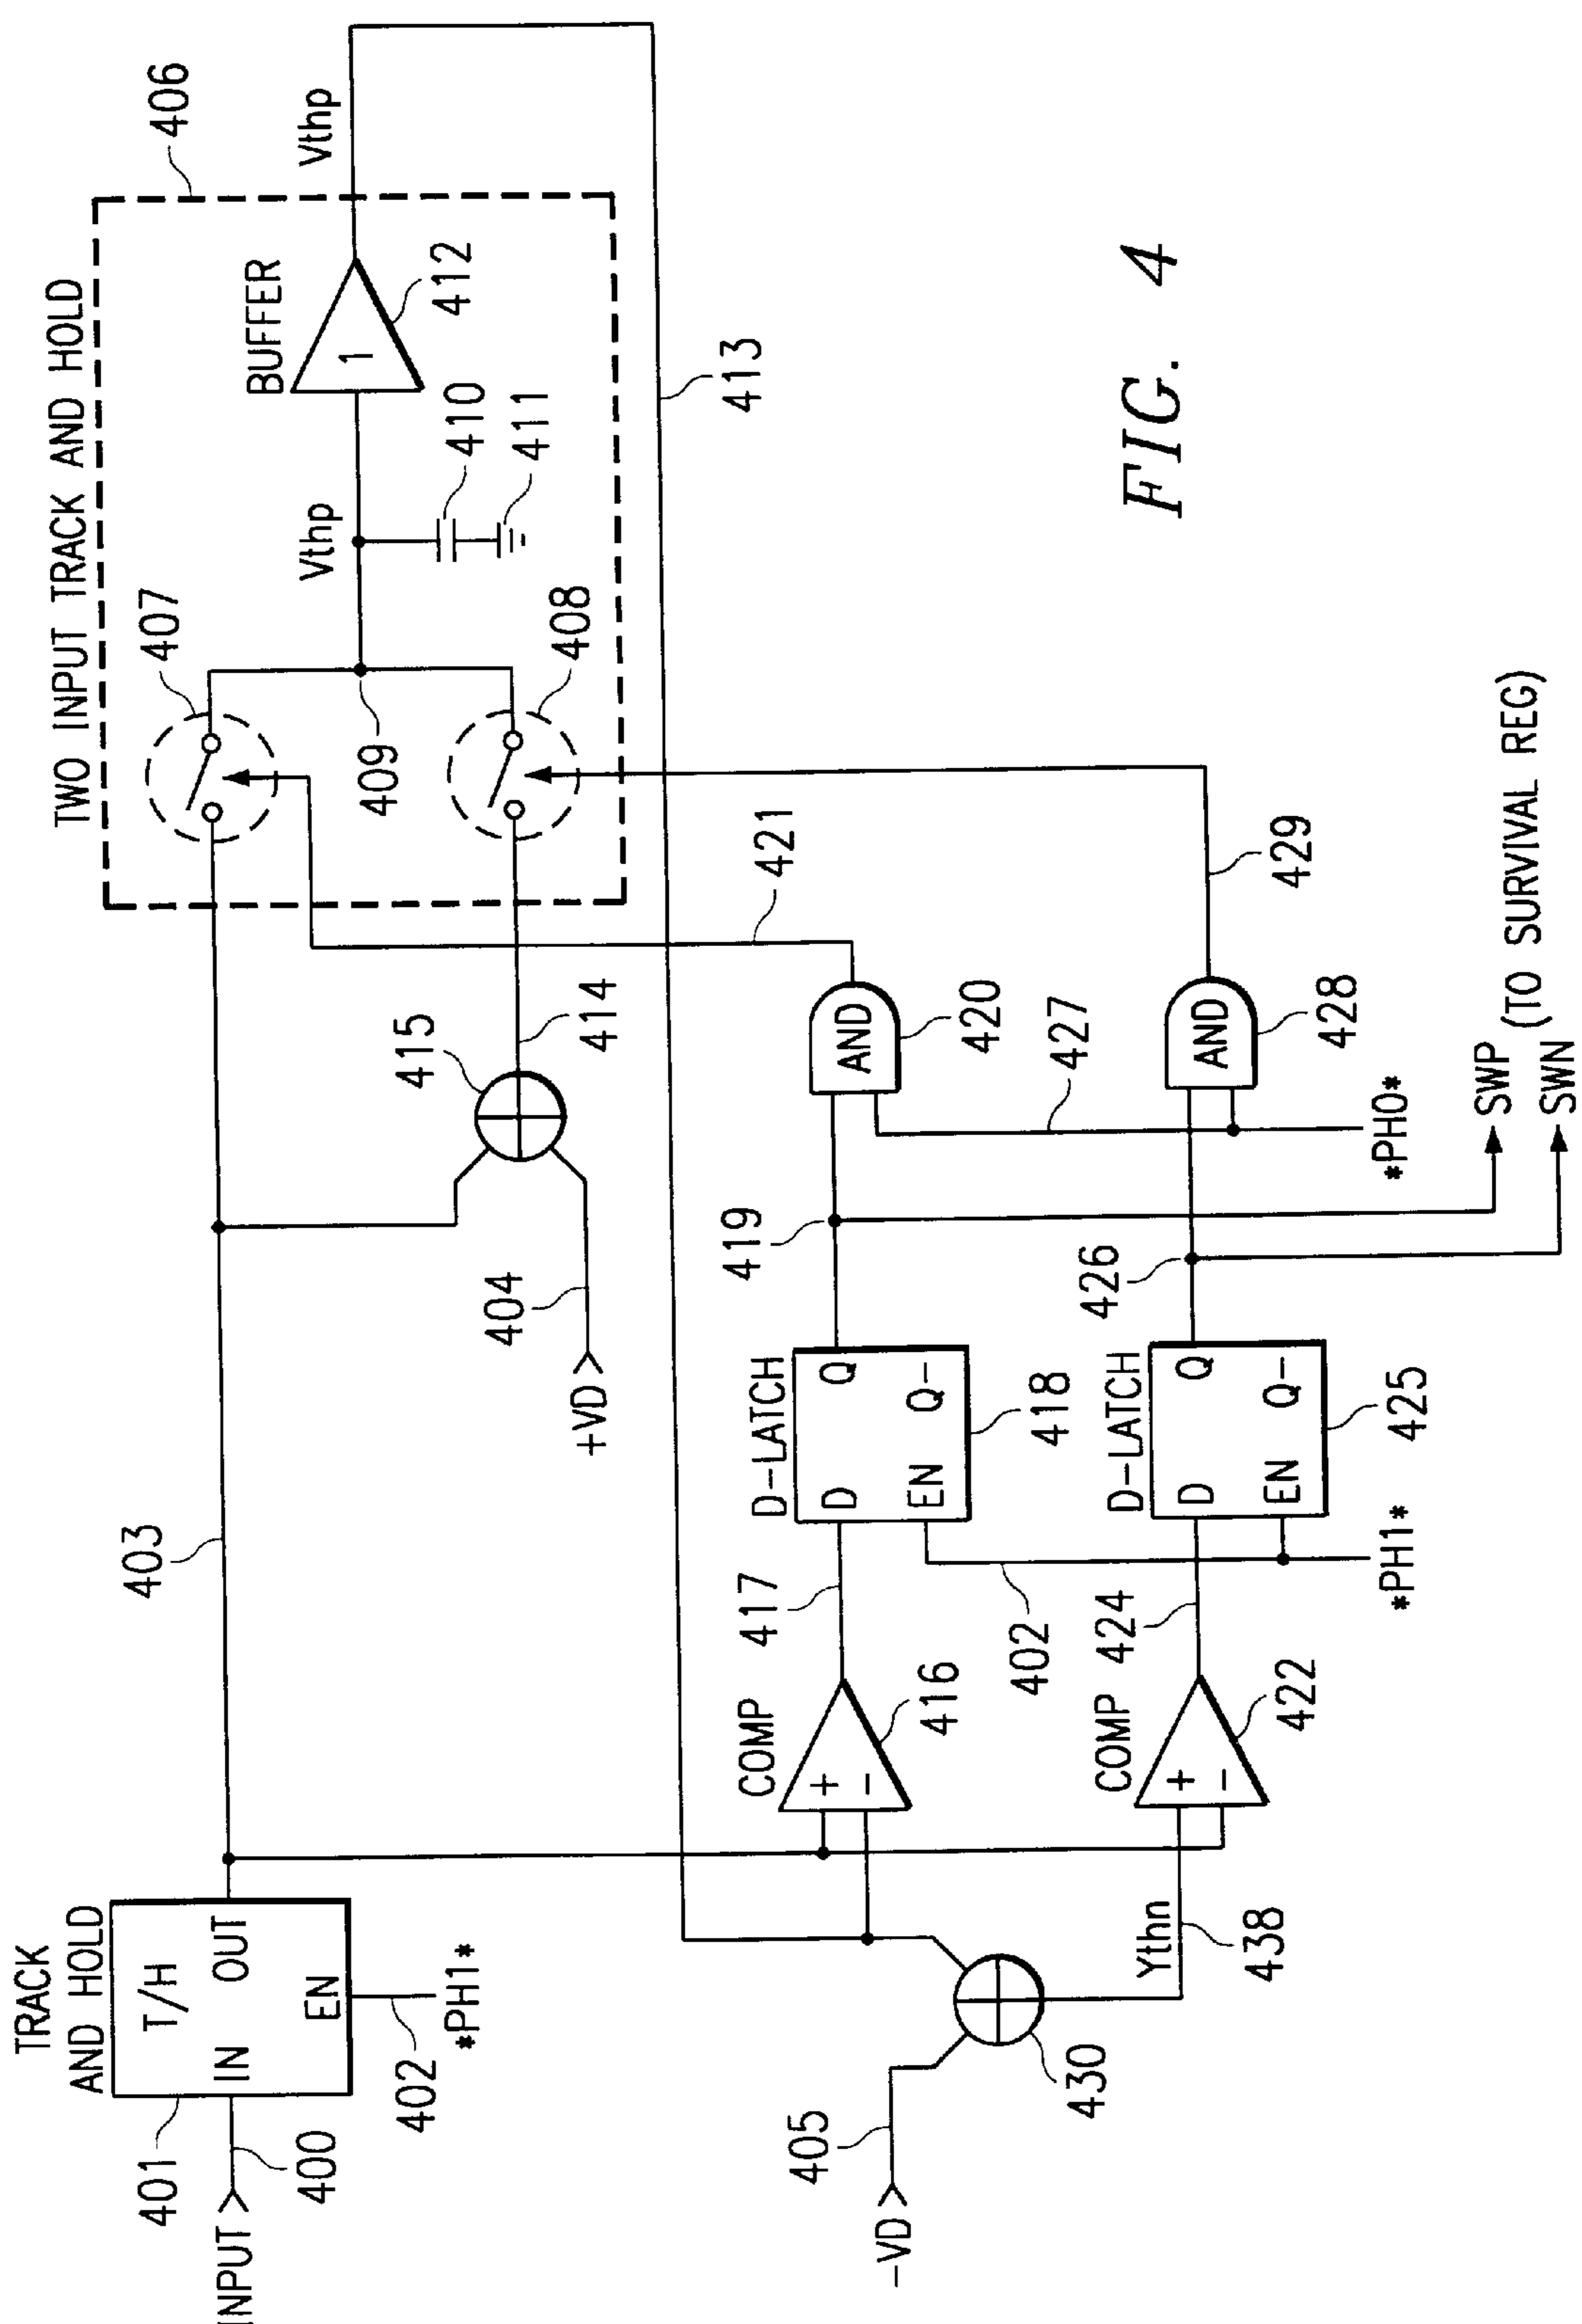 TWO INPUT TRACK AND HOLD
406
407
Vthp
BUFFER
1
412
Vthp
410
411
409
408
413
TRACK
AND HOLD
T/H
IN
OUT
EN
401
INPUT
400
402
*PH1*
403
415
414
404
+VD
421
COMP
+
-
416
417
D-LATCH
D
Q
EN
Q-
418
419
AND
420
427
402
-VD
405
430
Ythn
438
COMP
+
-
422
424
D-LATCH
D
Q
EN
Q-
425
426
AND
428
429
*PH1*
*PH0*
SWP
SWN
(TO SURVIVAL REG)
FIG. 4